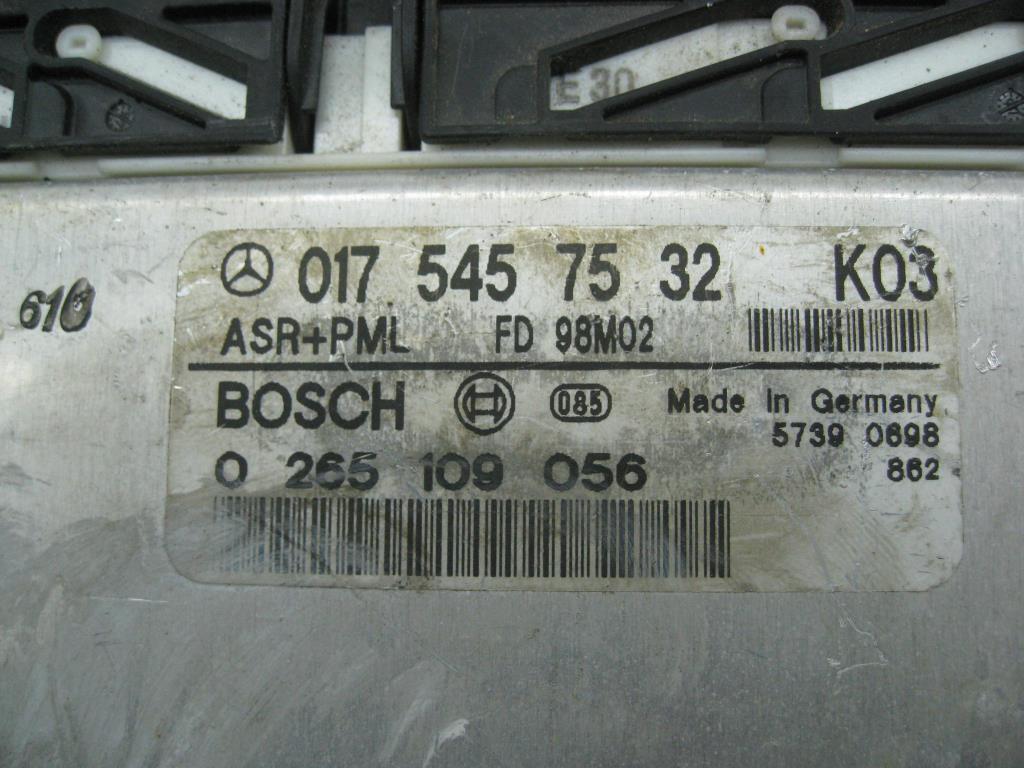 E 30
610
017 545 75 32 K03
ASR+PML FD 98M02
BOSCH 085 Made in Germany
5739 0698
0 265 109 056 862